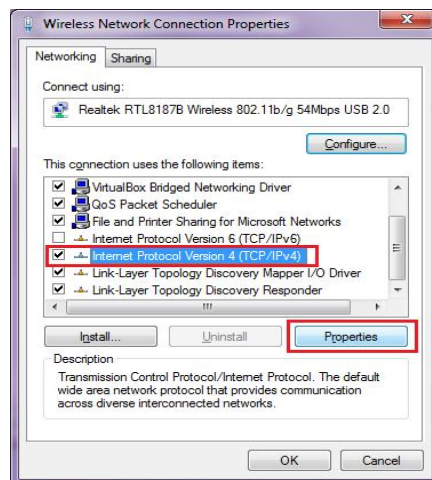 Wireless Network Connection Properties
Networking
Sharing
Connect using:
Realtek RTL8187B Wireless 802.11b/g 54Mbps USB 2.0
Configure...
This connection uses the following items:
VirtualBox Bridged Networking Driver
QoS Packet Scheduler
File and Printer Sharing for Microsoft Networks
Internet Protocol Version 6 (TCP/IPv6)
Internet Protocol Version 4 (TCP/IPv4)
Link-Layer Topology Discovery Mapper I/O Driver
Link-Layer Topology Discovery Responder
Install...
Uninstall
Properties
Description
Transmission Control Protocol/Internet Protocol. The default
wide area network protocol that provides communication
across diverse interconnected networks.
OK
Cancel